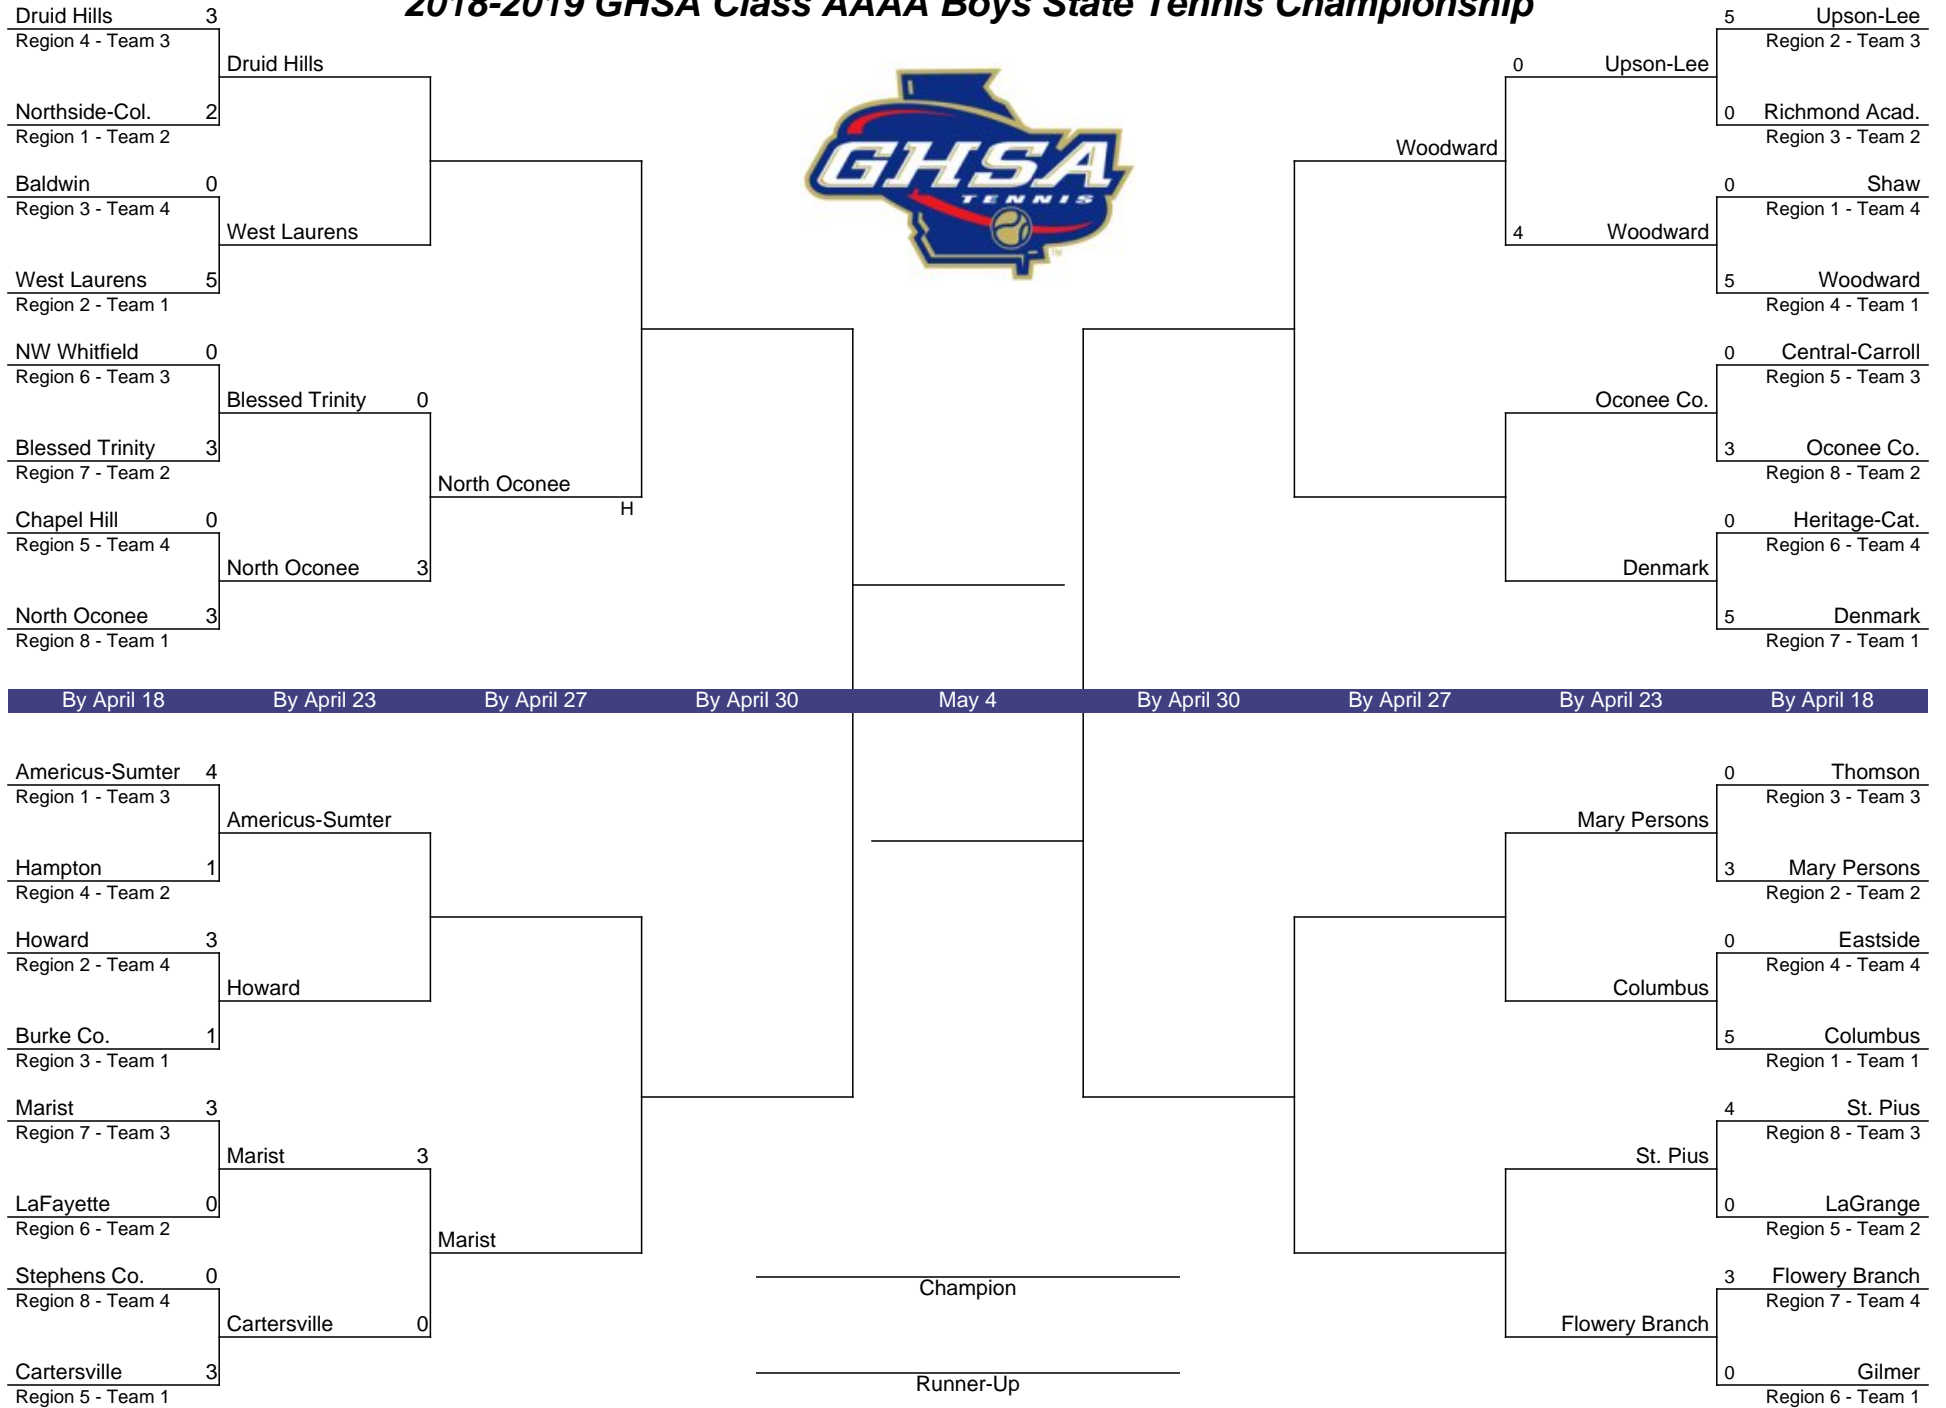 2018-2019 GHSA Class AAAA Boys State Tennis Championship
GHSA
TENNIS
TM
Druid Hills 3
Region 4 - Team 3
Druid Hills
Northside-Col. 2
Region 1 - Team 2
Baldwin 0
Region 3 - Team 4
West Laurens
West Laurens 5
Region 2 - Team 1
NW Whitfield 0
Region 6 - Team 3
Blessed Trinity 0
Blessed Trinity 3
Region 7 - Team 2
North Oconee
H
Chapel Hill 0
Region 5 - Team 4
North Oconee 3
North Oconee 3
Region 8 - Team 1
5 Upson-Lee
Region 2 - Team 3
0 Upson-Lee
0 Richmond Acad.
Region 3 - Team 2
Woodward
0 Shaw
Region 1 - Team 4
4 Woodward
5 Woodward
Region 4 - Team 1
0 Central-Carroll
Region 5 - Team 3
Oconee Co.
3 Oconee Co.
Region 8 - Team 2
0 Heritage-Cat.
Region 6 - Team 4
Denmark
5 Denmark
Region 7 - Team 1
By April 18 By April 23 By April 27 By April 30 May 4 By April 30 By April 27 By April 23 By April 18
Americus-Sumter 4
Region 1 - Team 3
Americus-Sumter
Hampton 1
Region 4 - Team 2
Howard 3
Region 2 - Team 4
Howard
Burke Co. 1
Region 3 - Team 1
Marist 3
Region 7 - Team 3
Marist 3
LaFayette 0
Region 6 - Team 2
Marist
Stephens Co. 0
Region 8 - Team 4
Cartersville 0
Cartersville 3
Region 5 - Team 1
Champion
Runner-Up
0 Thomson
Region 3 - Team 3
Mary Persons
3 Mary Persons
Region 2 - Team 2
0 Eastside
Region 4 - Team 4
Columbus
5 Columbus
Region 1 - Team 1
4 St. Pius
Region 8 - Team 3
St. Pius
0 LaGrange
Region 5 - Team 2
3 Flowery Branch
Region 7 - Team 4
Flowery Branch
0 Gilmer
Region 6 - Team 1